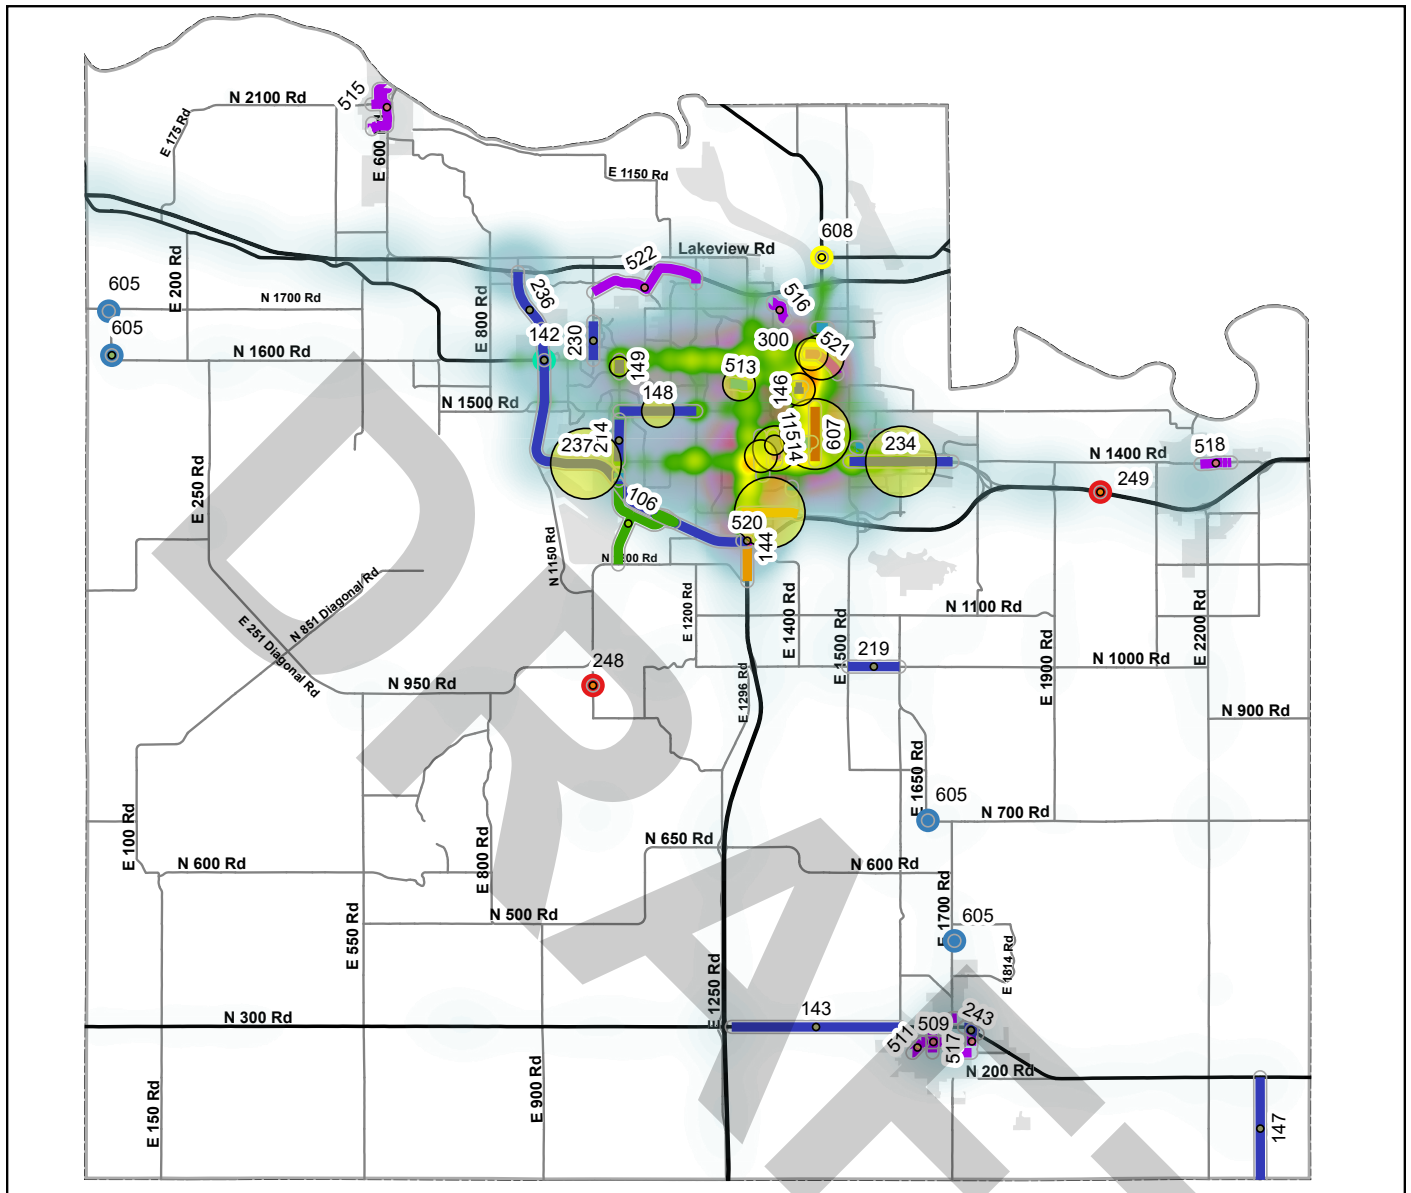 515
N 2100 Rd
E 175 Rd
E 600
E 1150 Rd
608
Lakeview Rd
522
E 200 Rd
605
N 1700 Rd
E 800 Rd
236
516
605
142
230
300
521
N 1600 Rd
149
513
146
148
N 1500 Rd
214
237
607
234
N 1400 Rd
518
249
E 250 Rd
106
520
144
N 1150 Rd
E 1200 Rd
E 1400 Rd
N 851 Diagonal Rd
E 251 Diagonal Rd
N 1100 Rd
E 1500 Rd
219
N 1000 Rd
E 1900 Rd
E 2200 Rd
248
N 950 Rd
E 1296 Rd
N 900 Rd
E 1650 Rd
605
N 700 Rd
E 100 Rd
N 600 Rd
E 800 Rd
N 650 Rd
N 600 Rd
N 500 Rd
E 550 Rd
E 1700 Rd
605
E 1814 Rd
E 1250 Rd
N 300 Rd
143
511
509
517
243
N 200 Rd
E 150 Rd
E 900 Rd
147
DRAFT